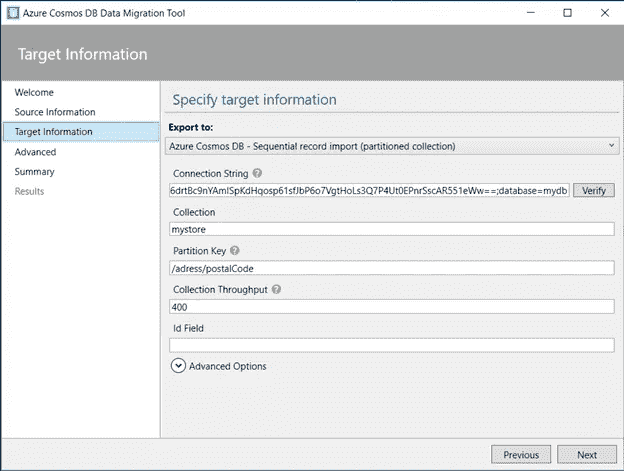 Azure Cosmos DB Data Migration Tool
Target Information
Welcome
Source Information
Target Information
Advanced
Summary
Results
Specify target information
Export to:
Azure Cosmos DB - Sequential record import (partitioned collection)
Connection String ?
6drtBc9nYAmISpKdHqosp61sfJbP6o7VgtHoLs3Q7P4Ut0EPnrSscAR551eWw==;database=mydb
Verify
Collection
mystore
Partition Key ?
/adress/postalCode
Collection Throughput ?
400
Id Field
Advanced Options
Previous
Next